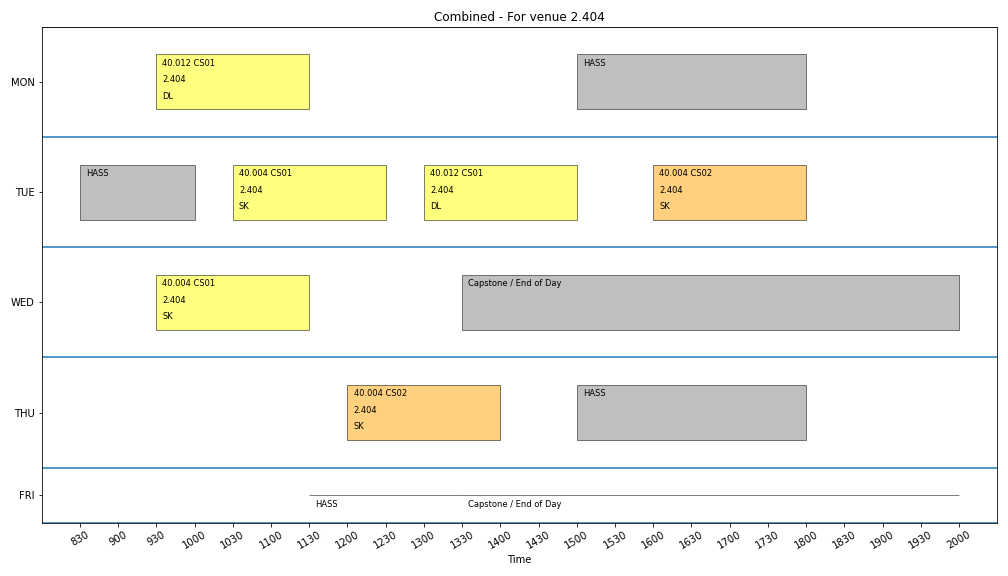 Combined - For venue 2.404
MON
40.012 CS01
2.404
DL
HASS
TUE
HASS
40.004 CS01
2.404
SK
40.012 CS01
2.404
DL
40.004 CS02
2.404
SK
WED
40.004 CS01
2.404
SK
Capstone / End of Day
THU
40.004 CS02
2.404
SK
HASS
FRI
HASS
Capstone / End of Day
830 900 930 1000 1030 1100 1130 1200 1230 1300 1330 1400 1430 1500 1530 1600 1630 1700 1730 1800 1830 1900 1930 2000
Time